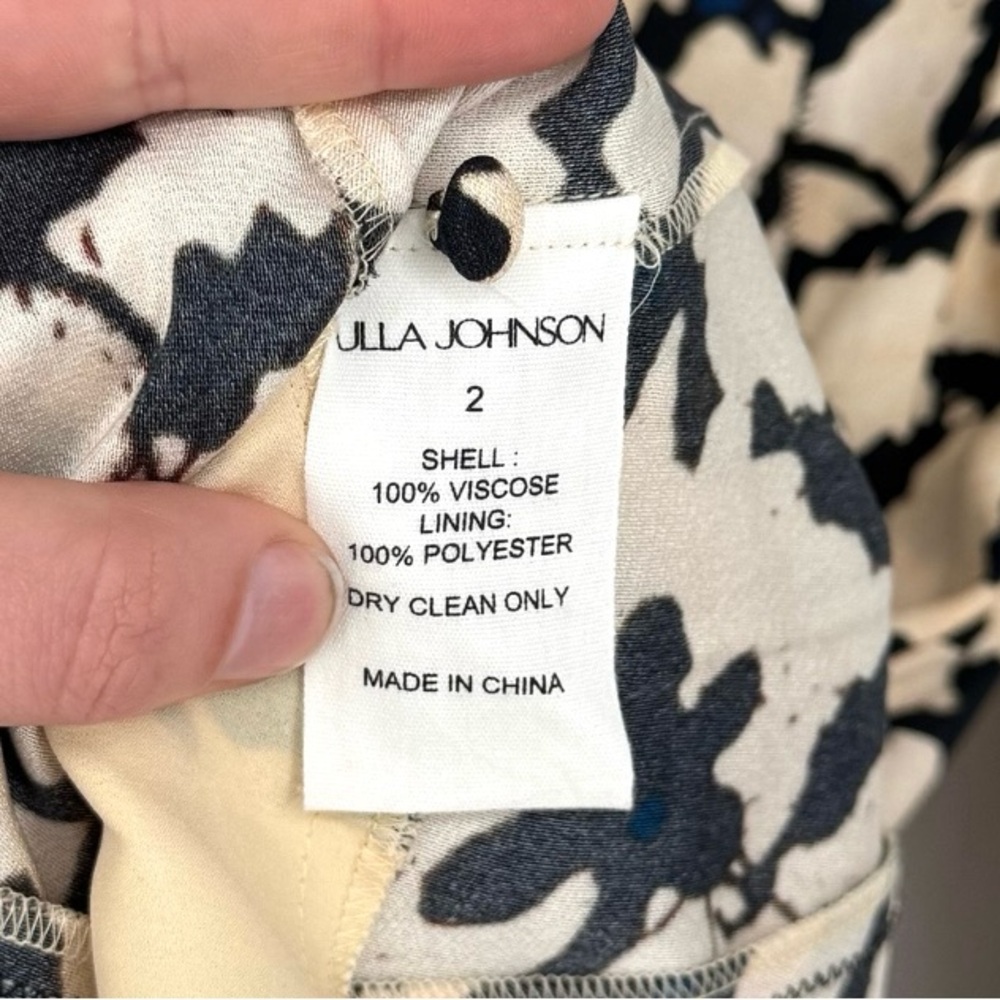 ULLA JOHNSON
2
SHELL :
100% VISCOSE
LINING:
100% POLYESTER
DRY CLEAN ONLY
MADE IN CHINA